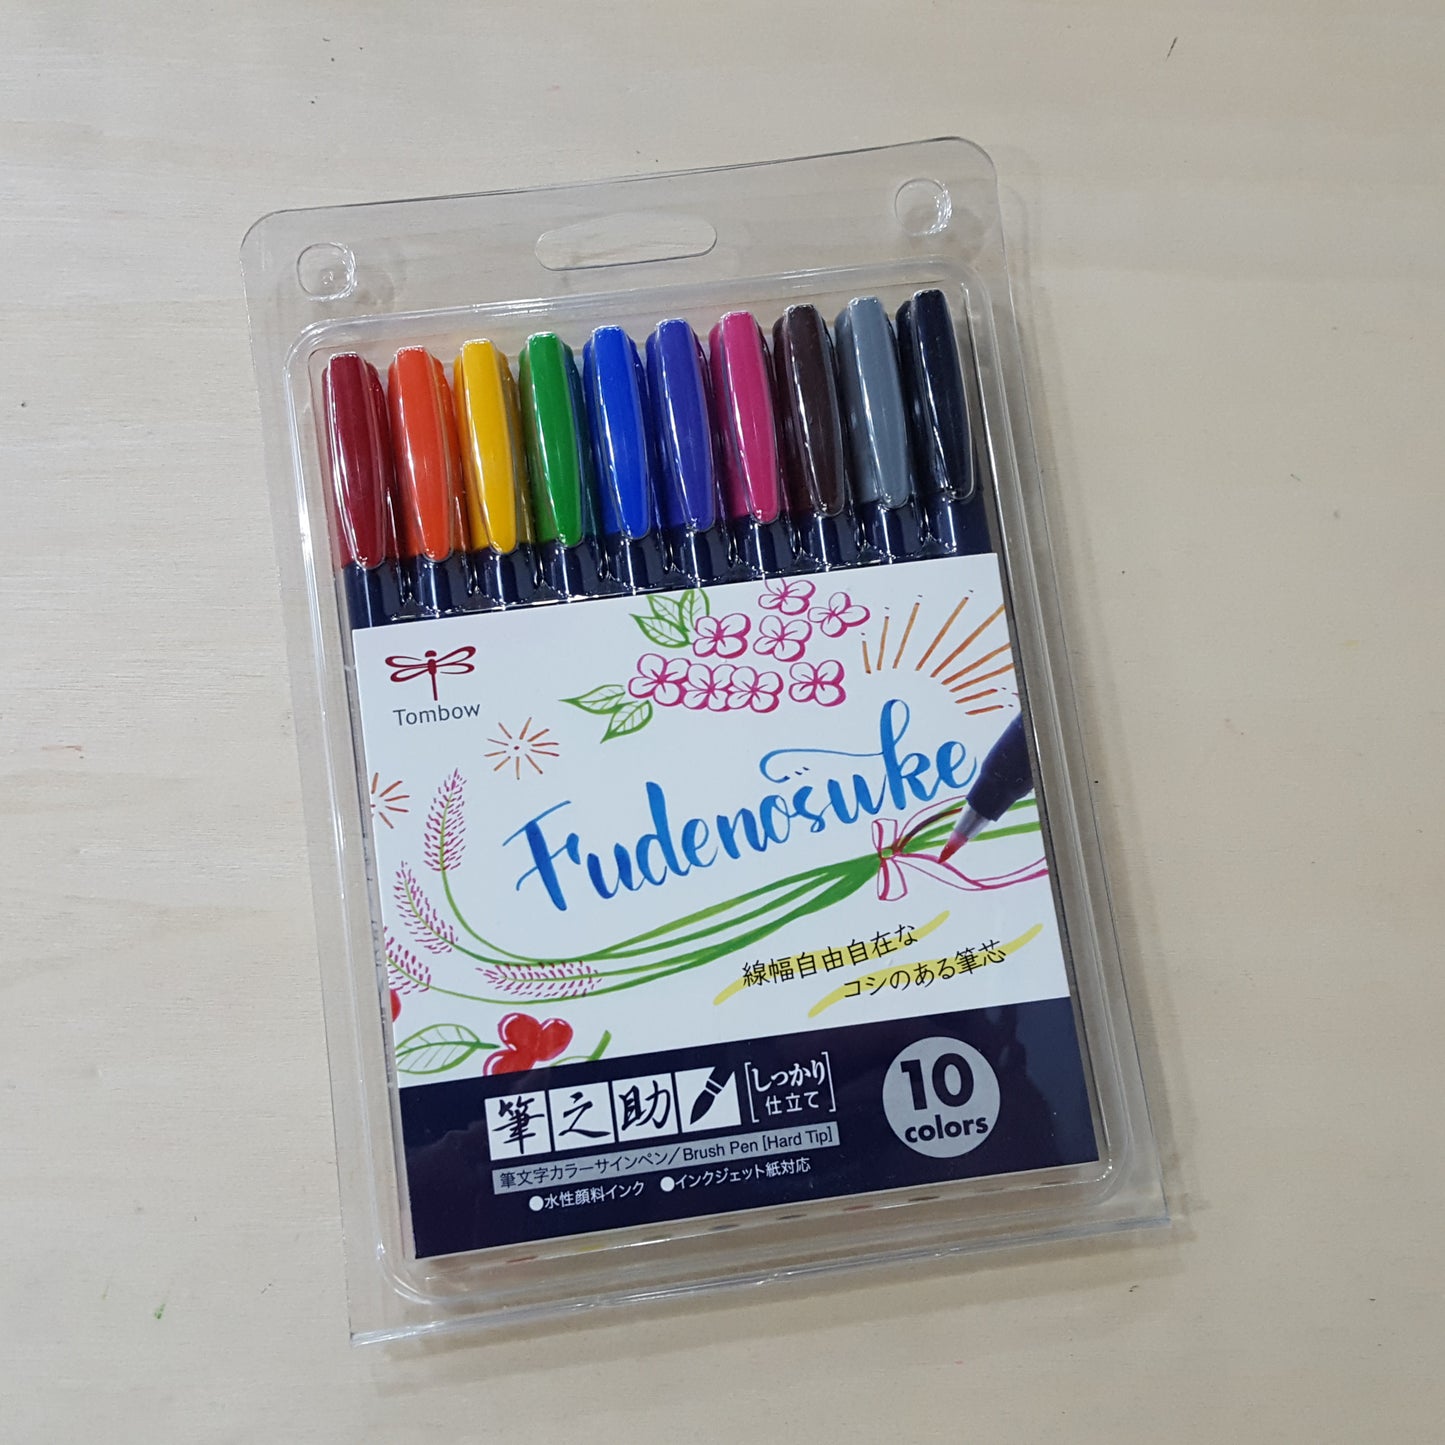 Tombow
Fudenosuke
線幅自由自在な
コシのある筆芯
筆之助
[しっかり
仕立て]
10
colors
筆文字カラーサインペン/Brush Pen [Hard Tip]
●水性顔料インク ●インクジェット紙対応